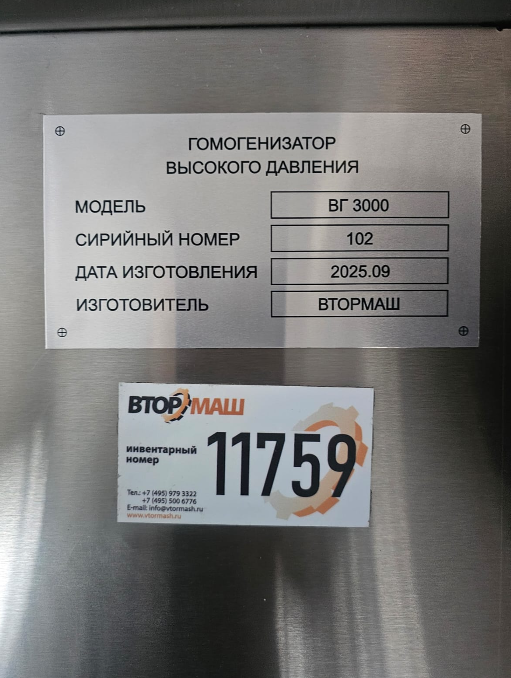 ГОМОГЕНИЗАТОР
ВЫСОКОГО ДАВЛЕНИЯ
МОДЕЛЬ ВГ 3000
СИРИЙНЫЙ НОМЕР 102
ДАТА ИЗГОТОВЛЕНИЯ 2025.09
ИЗГОТОВИТЕЛЬ ВТОРМАШ
ВТОРМАШ
инвентарный
номер
11759
Тел.: +7 (495) 979 3322
+7 (495) 500 6776
E-mail: info@vtormash.ru
www.vtormash.ru